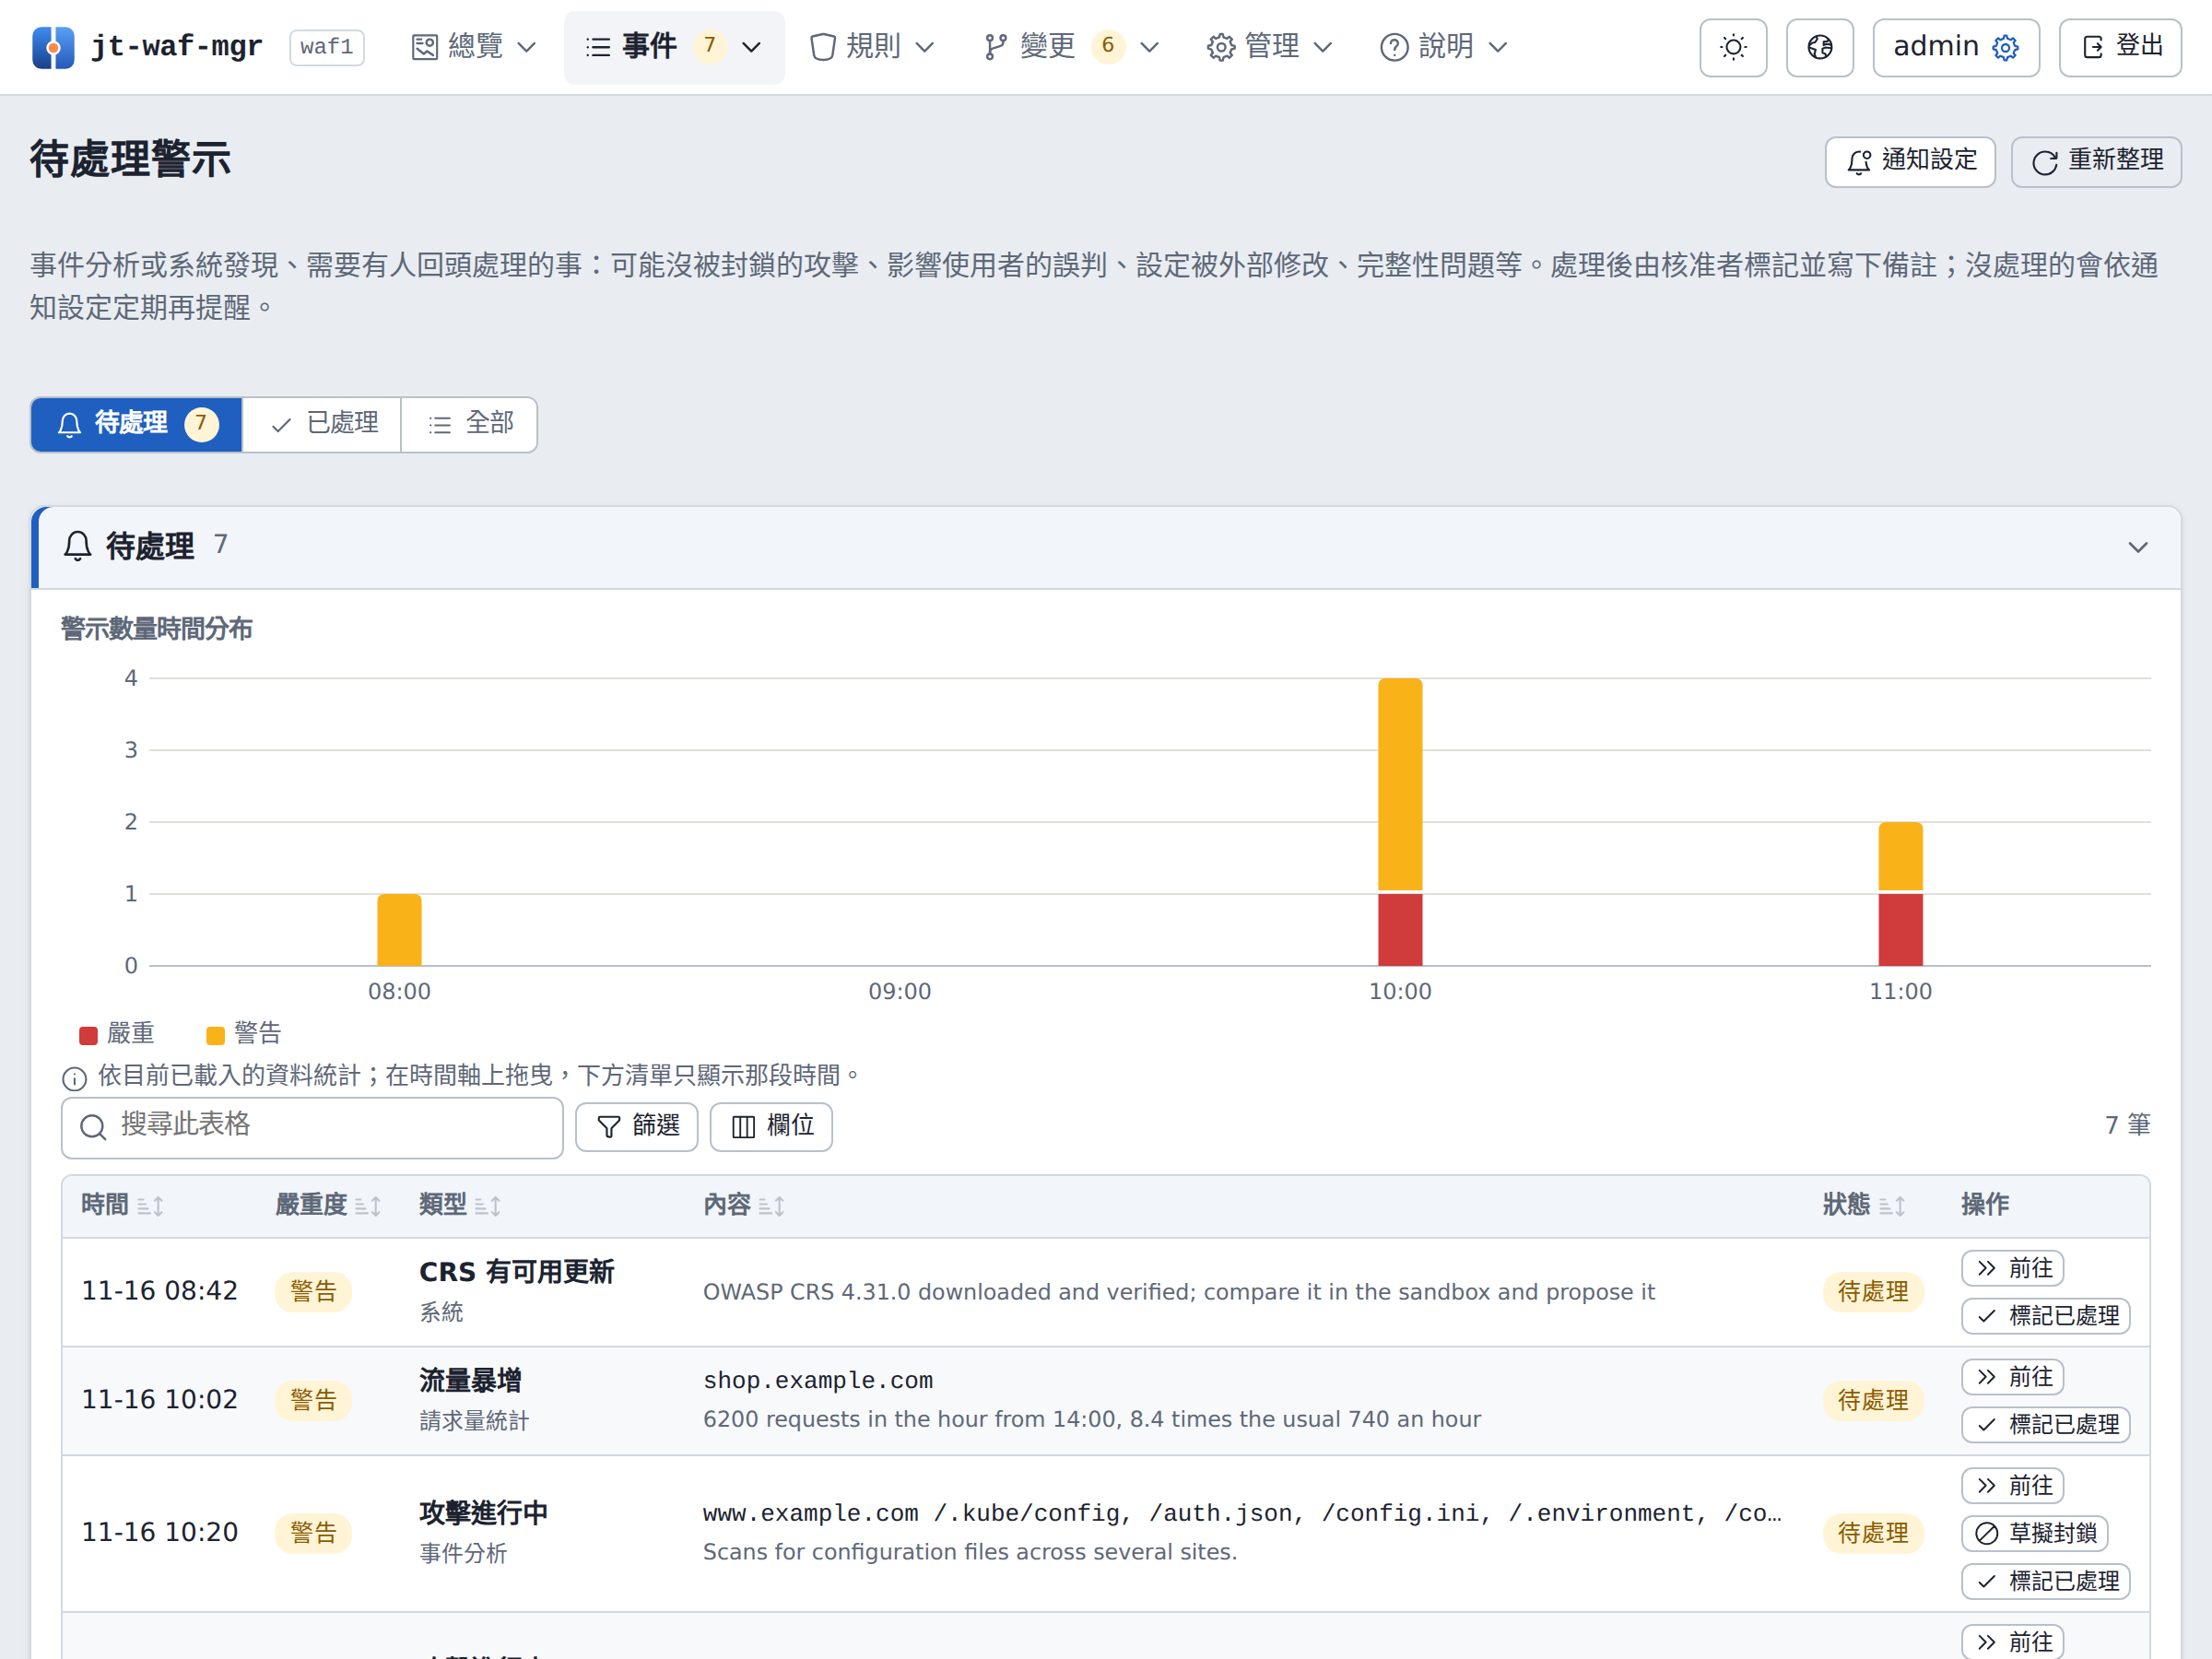 jt-waf-mgr waf1 總覽 事件 7 規則 變更 6 管理 說明 admin 登出
待處理警示 通知設定 重新整理
事件分析或系統發現、需要有人回頭處理的事：可能沒被封鎖的攻擊、影響使用者的誤判、設定被外部修改、完整性問題等。處理後由核准者標記並寫下備註；沒處理的會依通
知設定定期再提醒。
待處理 7 已處理 全部
待處理 7
警示數量時間分布
4
3
2
1
0
08:00 09:00 10:00 11:00
嚴重 警告
依目前已載入的資料統計；在時間軸上拖曳，下方清單只顯示那段時間。
搜尋此表格 篩選 欄位 7 筆
時間 嚴重度 類型 內容 狀態 操作
11-16 08:42 警告 CRS 有可用更新 OWASP CRS 4.31.0 downloaded and verified; compare it in the sandbox and propose it 待處理 前往
系統 標記已處理
11-16 10:02 警告 流量暴增 shop.example.com 待處理 前往
請求量統計 6200 requests in the hour from 14:00, 8.4 times the usual 740 an hour 標記已處理
前往
11-16 10:20 警告 攻擊進行中 www.example.com /.kube/config, /auth.json, /config.ini, /.environment, /co… 待處理 草擬封鎖
事件分析 Scans for configuration files across several sites. 標記已處理
前往